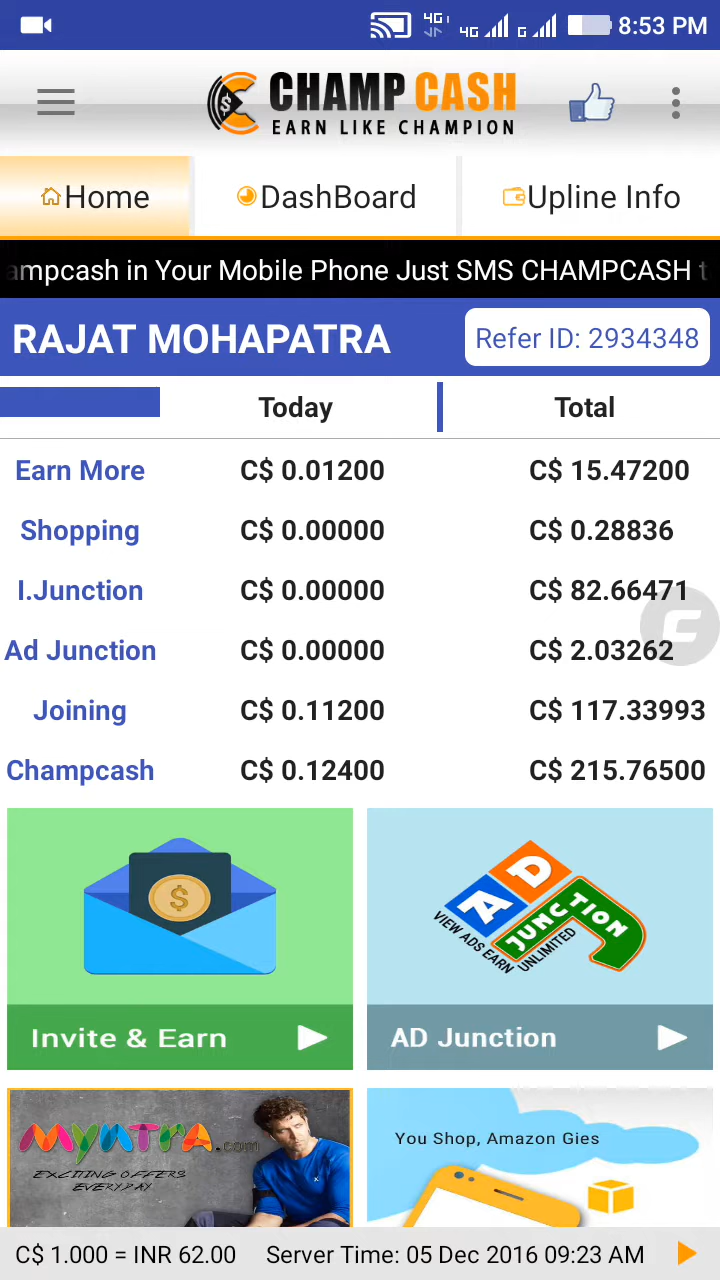 4G 4G G 8:53 PM
CHAMP CASH
EARN LIKE CHAMPION
Home DashBoard Upline Info
ampcash in Your Mobile Phone Just SMS CHAMPCASH t
RAJAT MOHAPATRA Refer ID: 2934348
Today Total
Earn More C$ 0.01200 C$ 15.47200
Shopping C$ 0.00000 C$ 0.28836
I.Junction C$ 0.00000 C$ 82.66471
Ad Junction C$ 0.00000 C$ 2.03262
Joining C$ 0.11200 C$ 117.33993
Champcash C$ 0.12400 C$ 215.76500
AD
JUNCTION
VIEW ADS EARN UNLIMITED
Invite & Earn AD Junction
Myntra.com
EXCITING OFFERS
EVERYDAY
You Shop, Amazon Gies
C$ 1.000 = INR 62.00 Server Time: 05 Dec 2016 09:23 AM